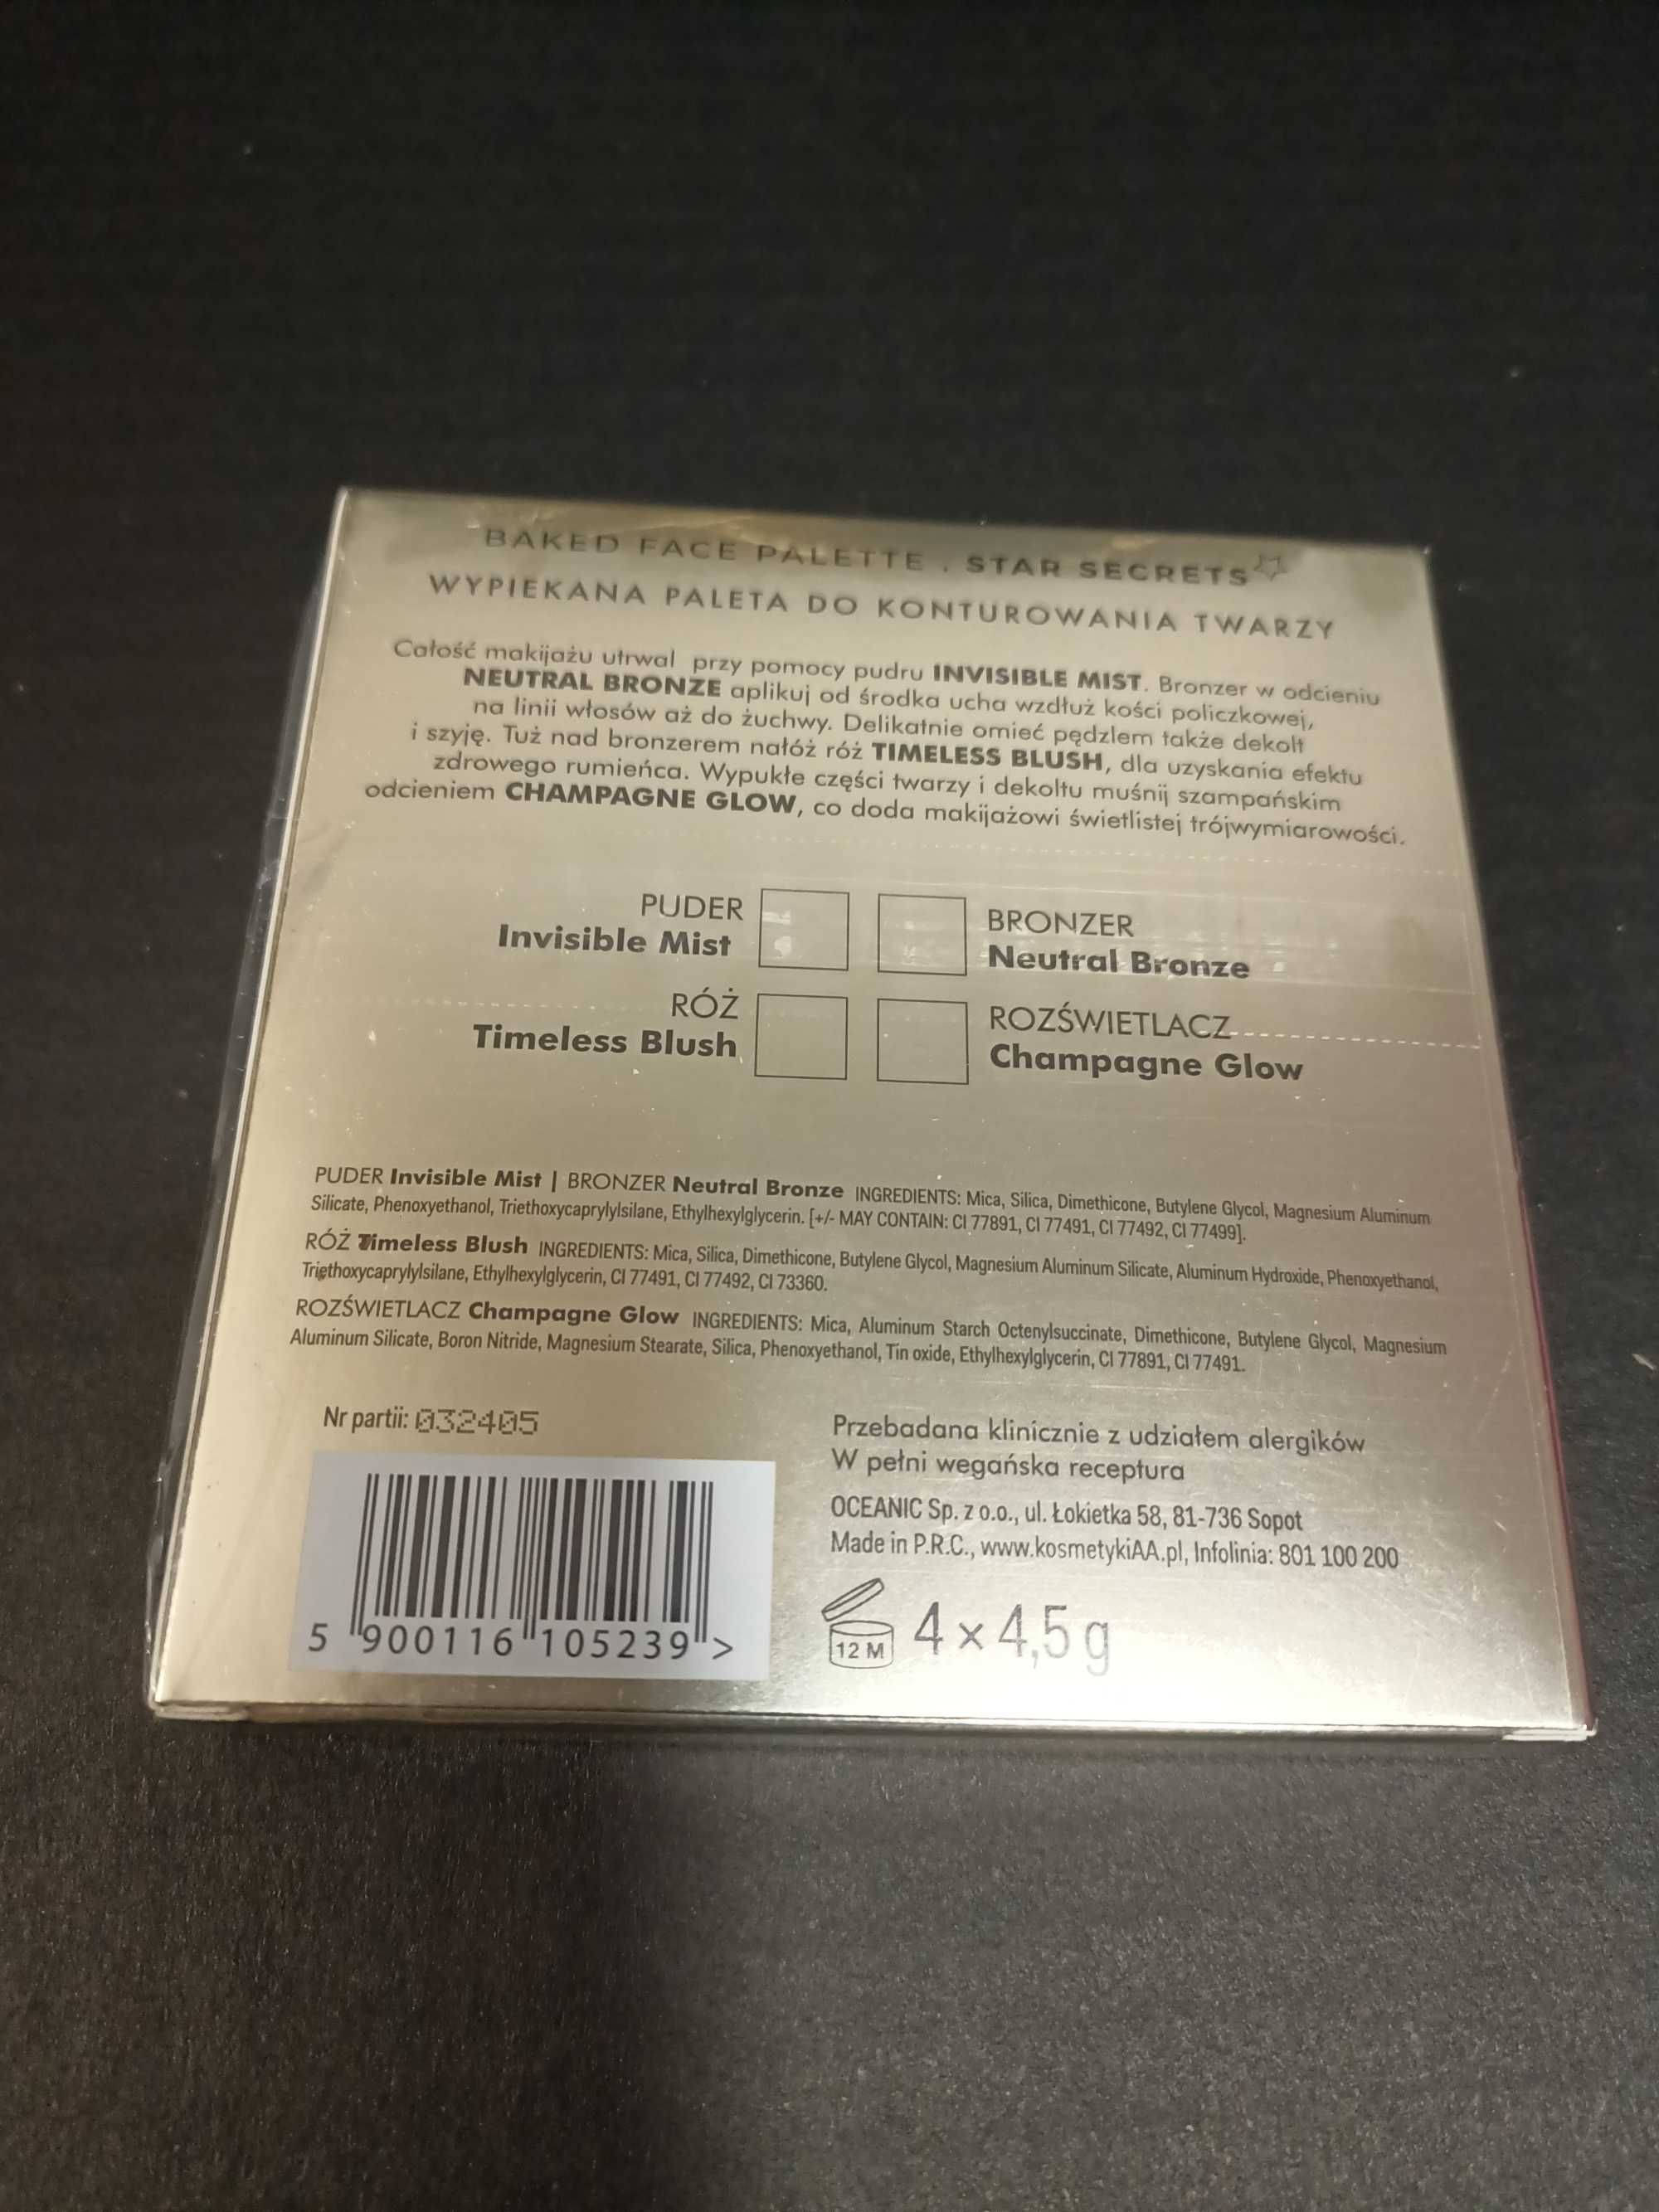 BAKED FACE PALETTE . STAR SECRETS
WYPIEKANA PALETA DO KONTUROWANIA TWARZY
Całość makijażu utrwal przy pomocy pudru INVISIBLE MIST. Bronzer w odcieniu
NEUTRAL BRONZE aplikuj od środka ucha wzdłuż kości policzkowej,
na linii włosów aż do żuchwy. Delikatnie omieć pędzlem także dekolt
i szyję. Tuż nad bronzerem nałóż róż TIMELESS BLUSH, dla uzyskania efektu
zdrowego rumieńca. Wypukłe części twarzy i dekoltu muśnij szampańskim
odcieniem CHAMPAGNE GLOW, co doda makijażowi świetlistej trójwymiarowości.
PUDER
Invisible Mist
BRONZER
Neutral Bronze
RÓŻ
Timeless Blush
ROZŚWIETLACZ
Champagne Glow
PUDER Invisible Mist | BRONZER Neutral Bronze INGREDIENTS: Mica, Silica, Dimethicone, Butylene Glycol, Magnesium Aluminum
Silicate, Phenoxyethanol, Triethoxycaprylylsilane, Ethylhexylglycerin. [+/- MAY CONTAIN: CI 77891, CI 77491, CI 77492, CI 77499].
RÓŻ Timeless Blush INGREDIENTS: Mica, Silica, Dimethicone, Butylene Glycol, Magnesium Aluminum Silicate, Aluminum Hydroxide, Phenoxyethanol,
Triethoxycaprylylsilane, Ethylhexylglycerin, CI 77491, CI 77492, CI 73360.
ROZŚWIETLACZ Champagne Glow INGREDIENTS: Mica, Aluminum Starch Octenylsuccinate, Dimethicone, Butylene Glycol, Magnesium
Aluminum Silicate, Boron Nitride, Magnesium Stearate, Silica, Phenoxyethanol, Tin oxide, Ethylhexylglycerin, CI 77891, CI 77491.
Nr partii: 032405
5 900116 105239 >
Przebadana klinicznie z udziałem alergików
W pełni wegańska receptura
OCEANIC Sp. z o.o., ul. Łokietka 58, 81-736 Sopot
Made in P.R.C., www.kosmetykiAA.pl, Infolinia: 801 100 200
12 M
4 x 4,5 g